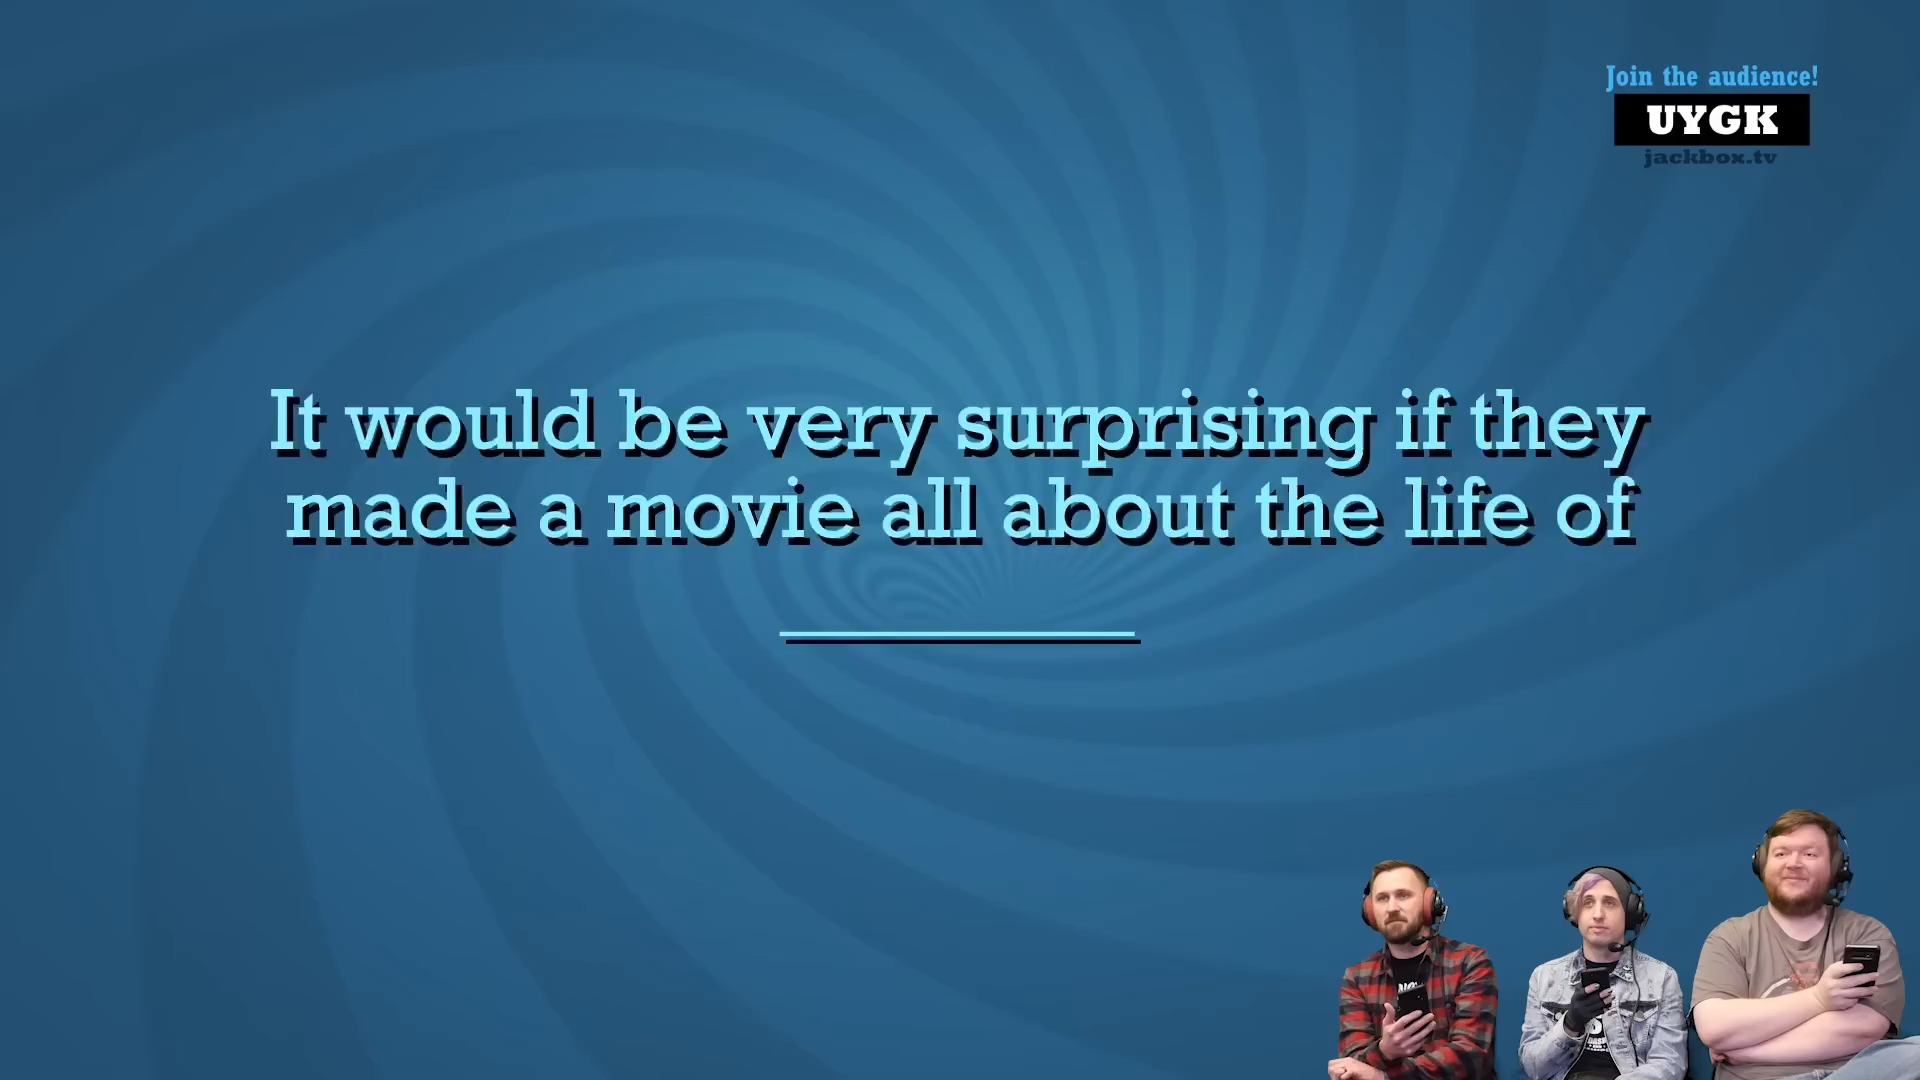 Join the audience!
UYGK
jackbox.tv
It would be very surprising if they
made a movie all about the life of